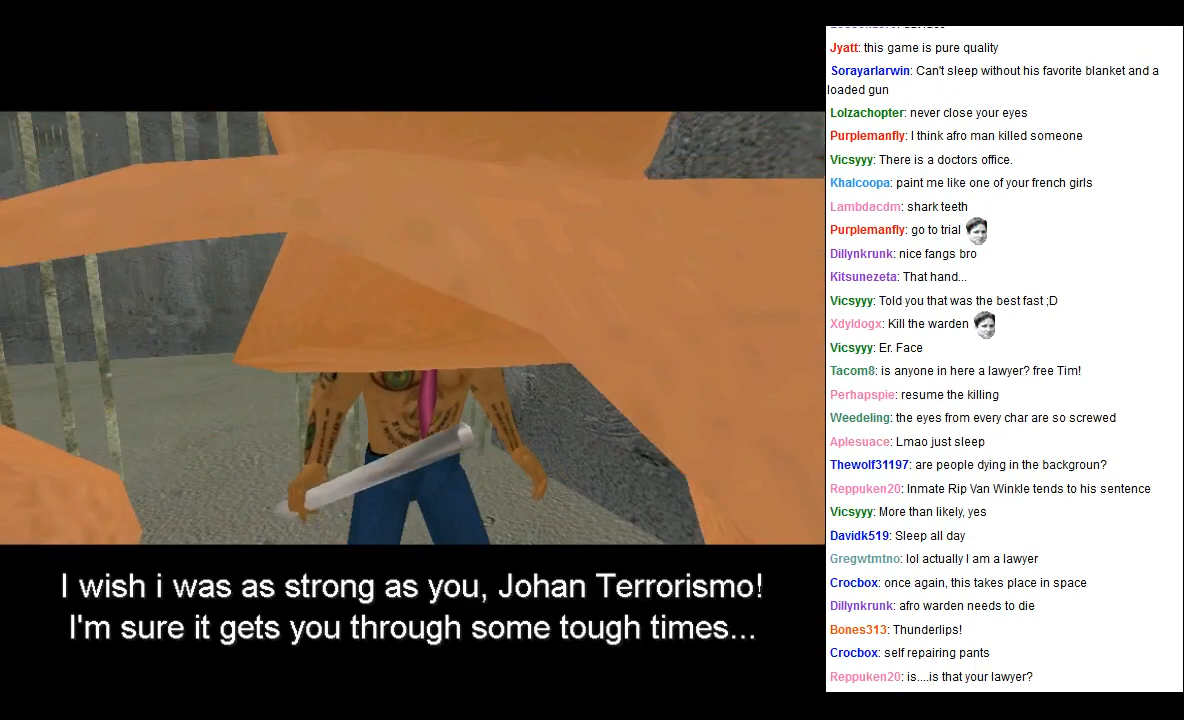 Jyatt: this game is pure quality
Sorayarlarwin: Can't sleep without his favorite blanket and a
loaded gun
Lolzachopter: never close your eyes
Purplemanfly: I think afro man killed someone
Vicsyyy: There is a doctors office.
Khalcoopa: paint me like one of your french girls
Lambdacdm: shark teeth
Purplemanfly: go to trial
Dillynkrunk: nice fangs bro
Kitsunezeta: That hand...
Vicsyyy: Told you that was the best fast ;D
Xdyldogx: Kill the warden
Vicsyyy: Er. Face
Tacom8: is anyone in here a lawyer? free Tim!
Perhapspie: resume the killing
Weedeling: the eyes from every char are so screwed
Aplesuace: Lmao just sleep
Thewolf31197: are people dying in the backgroun?
Reppuken20: Inmate Rip Van Winkle tends to his sentence
Vicsyyy: More than likely, yes
Davidk519: Sleep all day
Gregwtmtno: lol actually I am a lawyer
Crocbox: once again, this takes place in space
Dillynkrunk: afro warden needs to die
Bones313: Thunderlips!
Crocbox: self repairing pants
Reppuken20: is....is that your lawyer?
I wish i was as strong as you, Johan Terrorismo!
I'm sure it gets you through some tough times...